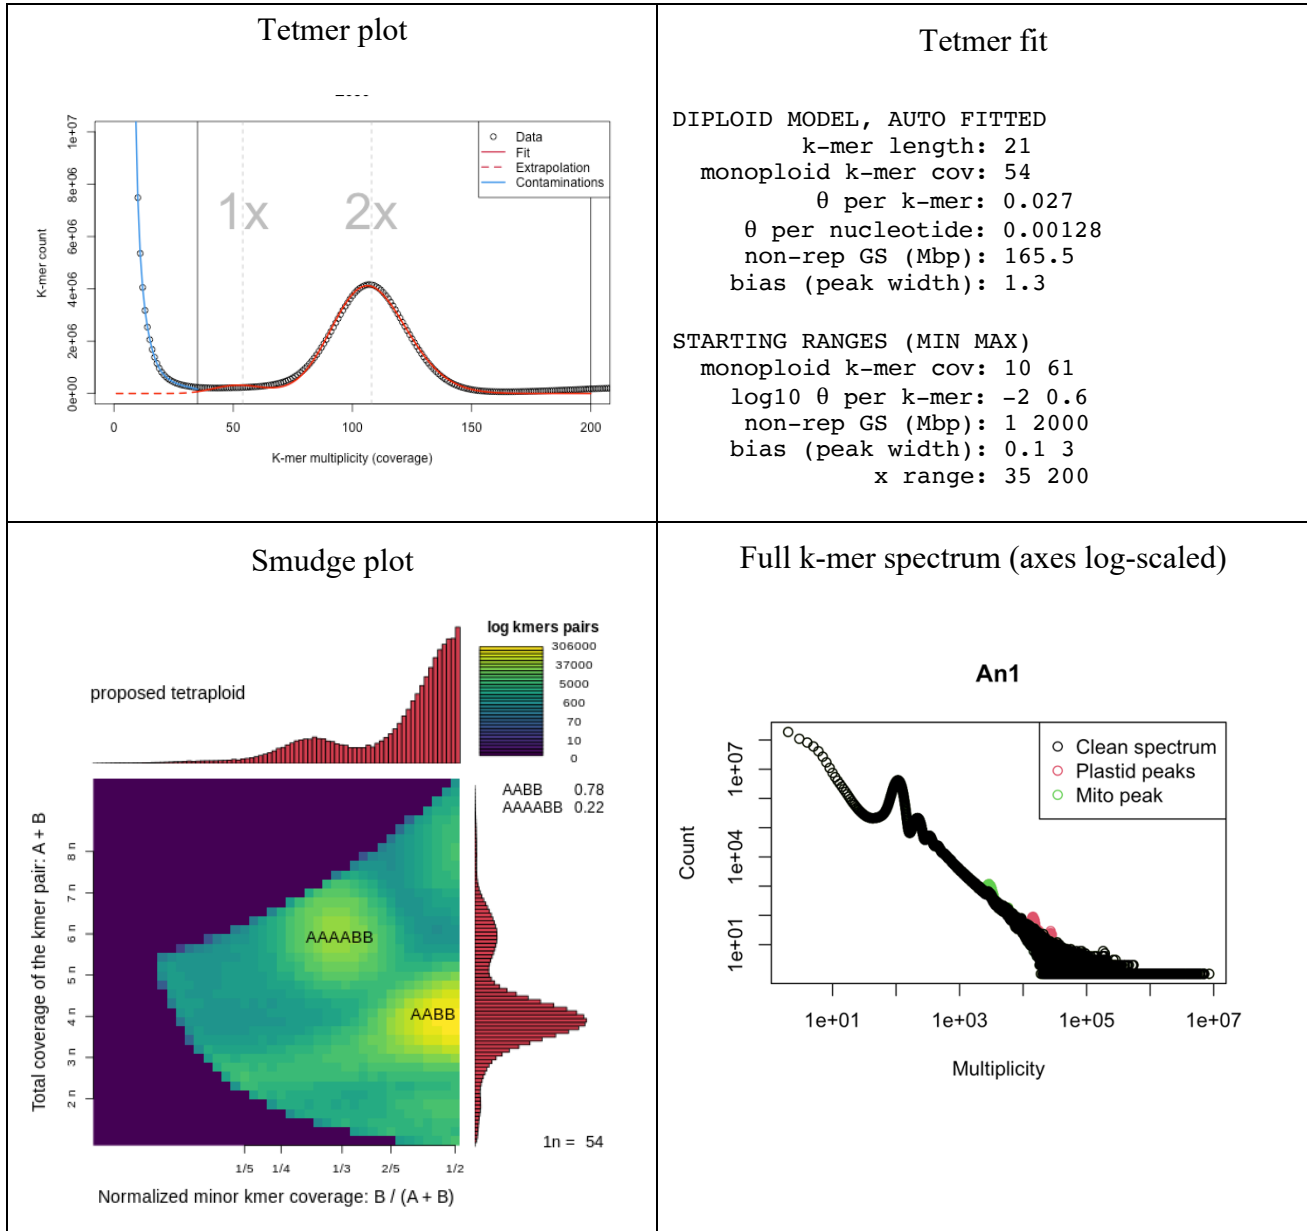 Tetmer plot
K-mer count
0e+00 2e+06 4e+06 6e+06 8e+06 1e+07
1x 2x
Data
Fit
Extrapolation
Contaminations
0 50 100 150 200
K-mer multiplicity (coverage)
Tetmer fit
DIPLOID MODEL, AUTO FITTED
k-mer length: 21
monoploid k-mer cov: 54
θ per k-mer: 0.027
θ per nucleotide: 0.00128
non-rep GS (Mbp): 165.5
bias (peak width): 1.3
STARTING RANGES (MIN MAX)
monoploid k-mer cov: 10 61
log10 θ per k-mer: -2 0.6
non-rep GS (Mbp): 1 2000
bias (peak width): 0.1 3
x range: 35 200
Smudge plot
proposed tetraploid
log kmers pairs
306000
37000
5000
600
70
10
0
AABB 0.78
AAAABB 0.22
Total coverage of the kmer pair: A + B
8 n
7 n
6 n
5 n
4 n
3 n
2 n
AAAABB
AABB
1n = 54
1/5 1/4 1/3 2/5 1/2
Normalized minor kmer coverage: B / (A + B)
Full k-mer spectrum (axes log-scaled)
An1
Count
1e+01 1e+04 1e+07
Clean spectrum
Plastid peaks
Mito peak
1e+01 1e+03 1e+05 1e+07
Multiplicity